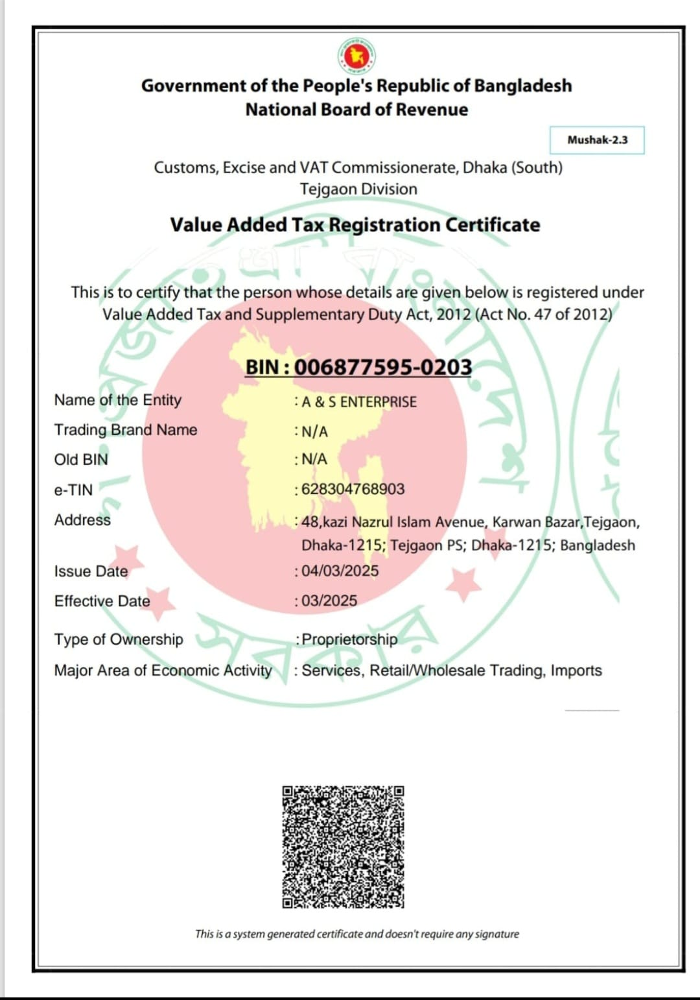 Government of the People's Republic of Bangladesh
National Board of Revenue
Mushak-2.3
Customs, Excise and VAT Commissionerate, Dhaka (South)
Tejgaon Division
Value Added Tax Registration Certificate
This is to certify that the person whose details are given below is registered under
Value Added Tax and Supplementary Duty Act, 2012 (Act No. 47 of 2012)
BIN : 006877595-0203
Name of the Entity : A & S ENTERPRISE
Trading Brand Name : N/A
Old BIN : N/A
e-TIN : 628304768903
Address : 48,kazi Nazrul Islam Avenue, Karwan Bazar,Tejgaon,
Dhaka-1215; Tejgaon PS; Dhaka-1215; Bangladesh
Issue Date : 04/03/2025
Effective Date : 03/2025
Type of Ownership : Proprietorship
Major Area of Economic Activity : Services, Retail/Wholesale Trading, Imports
This is a system generated certificate and doesn't require any signature